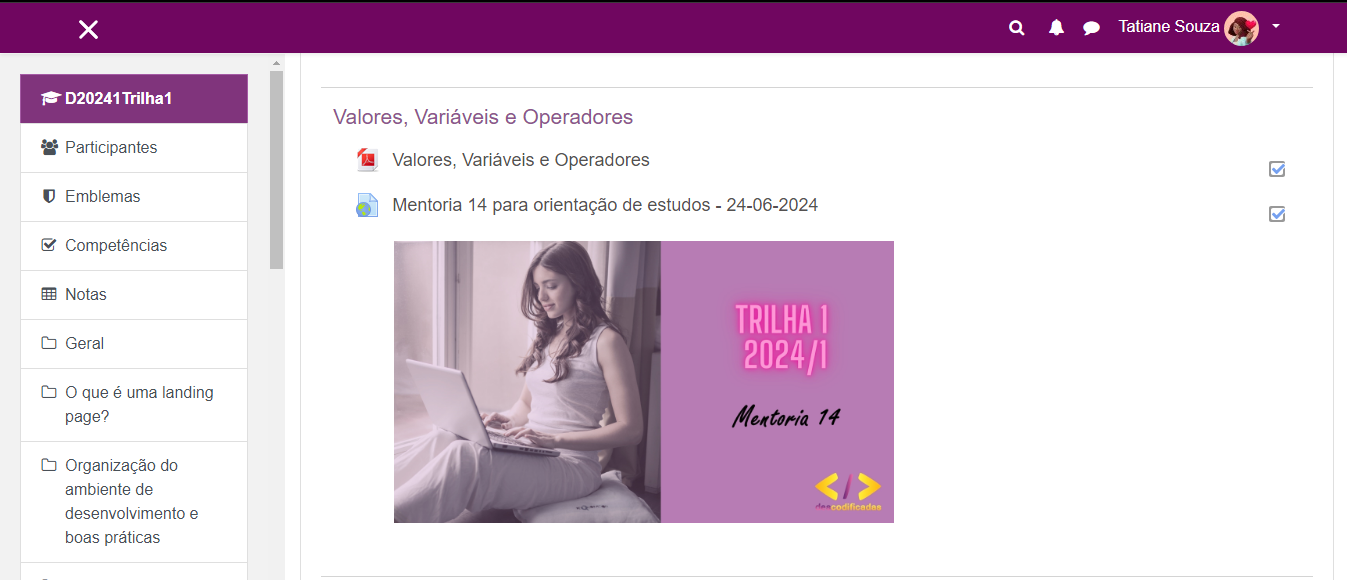 Tatiane Souza
D20241Trilha1
Participantes
Emblemas
Competências
Notas
Geral
O que é uma landing
page?
Organização do
ambiente de
desenvolvimento e
boas práticas
Valores, Variáveis e Operadores
Valores, Variáveis e Operadores
Mentoria 14 para orientação de estudos - 24-06-2024
TRILHA 1
2024/1
Mentoria 14
</>
descodificadas